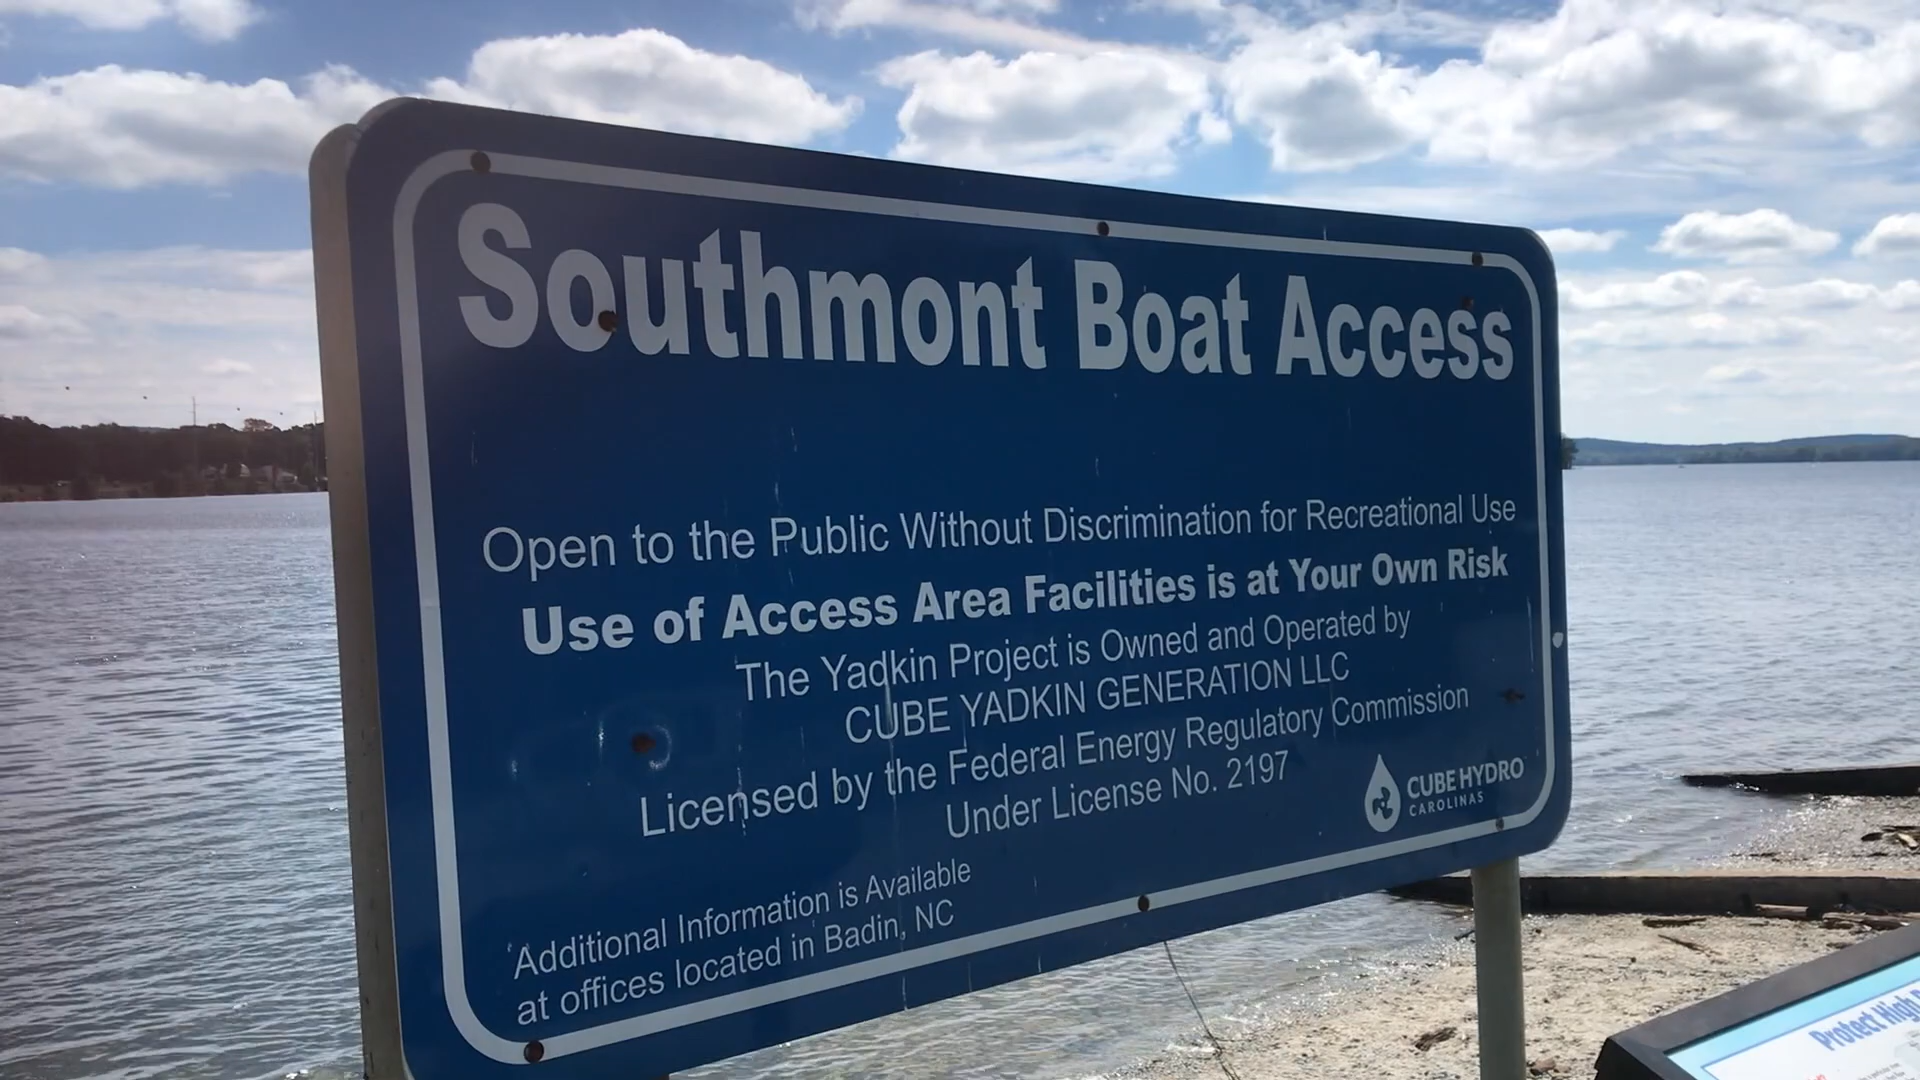 Southmont Boat Access
Open to the Public Without Discrimination for Recreational Use
Use of Access Area Facilities is at Your Own Risk
The Yadkin Project is Owned and Operated by
CUBE YADKIN GENERATION LLC
Licensed by the Federal Energy Regulatory Commission
Under License No. 2197
CUBE HYDRO
CAROLINAS
Additional Information is Available
at offices located in Badin, NC
Protect High